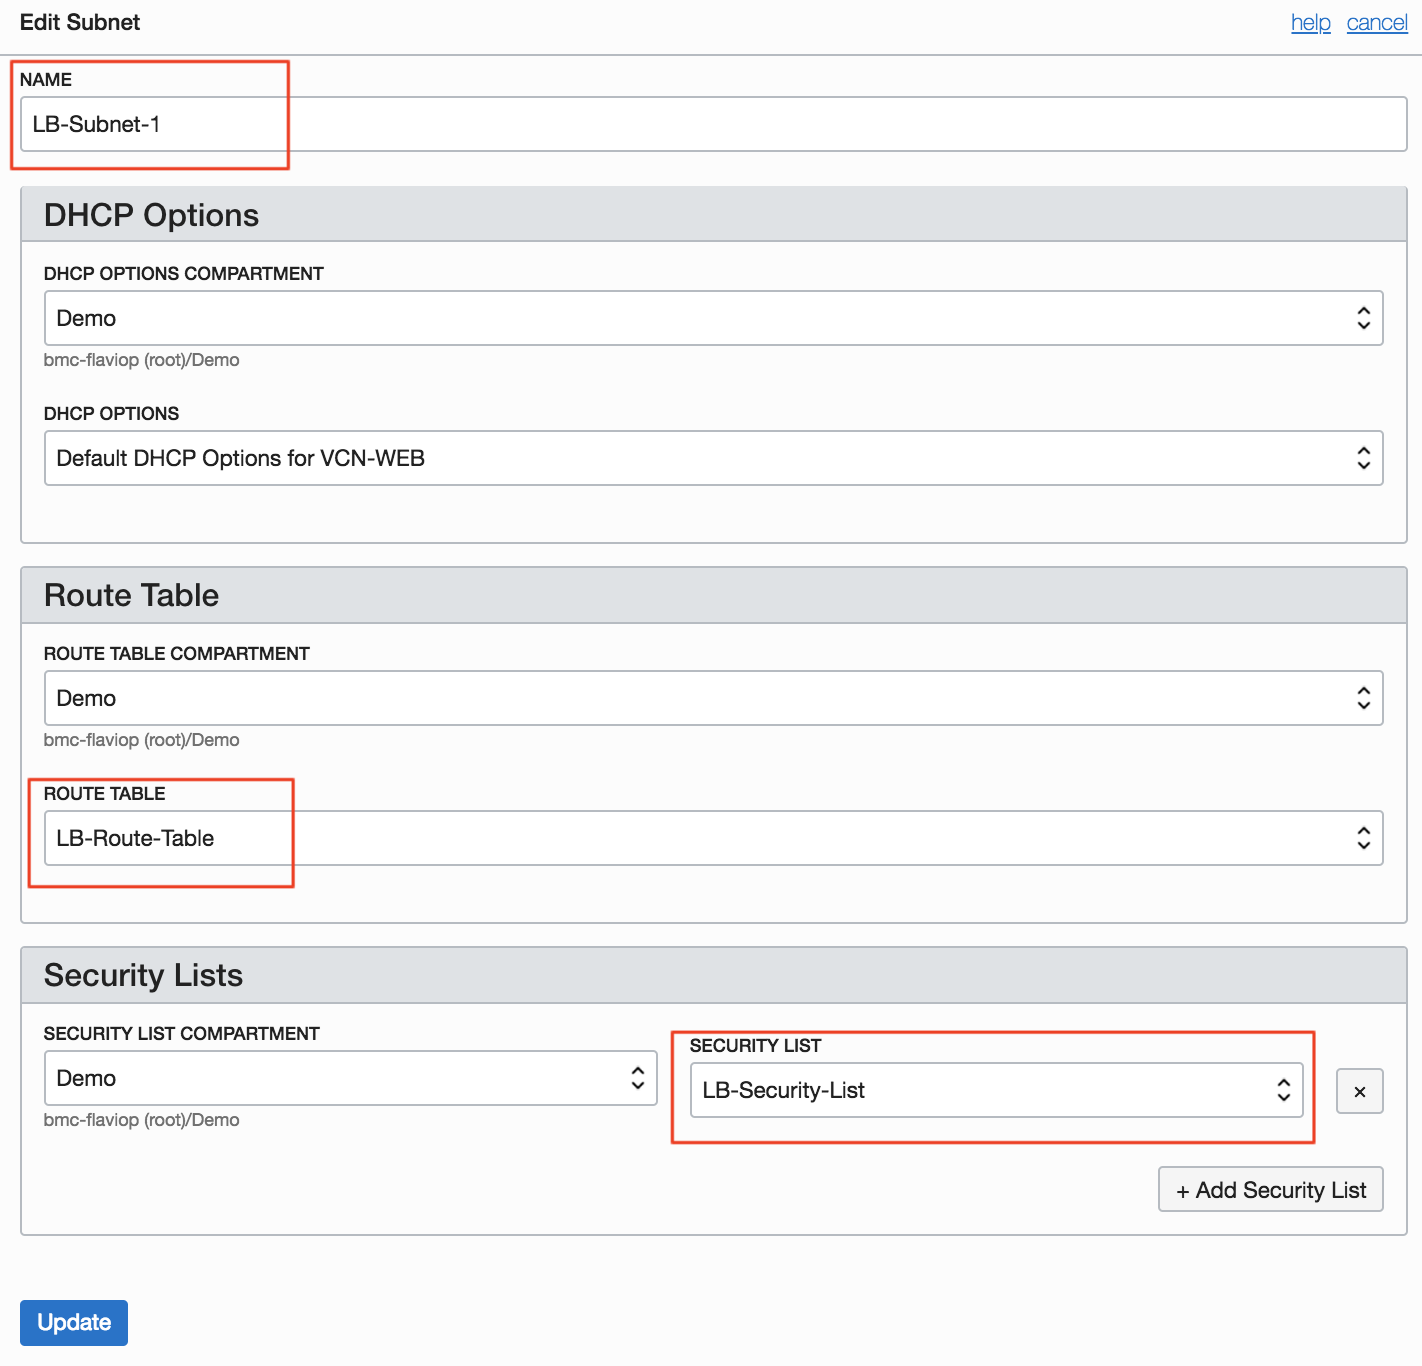 Edit Subnet
help cancel
NAME
LB-Subnet-1
DHCP Options
DHCP OPTIONS COMPARTMENT
Demo
bmc-flaviop (root)/Demo
DHCP OPTIONS
Default DHCP Options for VCN-WEB
Route Table
ROUTE TABLE COMPARTMENT
Demo
bmc-flaviop (root)/Demo
ROUTE TABLE
LB-Route-Table
Security Lists
SECURITY LIST COMPARTMENT
Demo
bmc-flaviop (root)/Demo
SECURITY LIST
LB-Security-List
×
+ Add Security List
Update